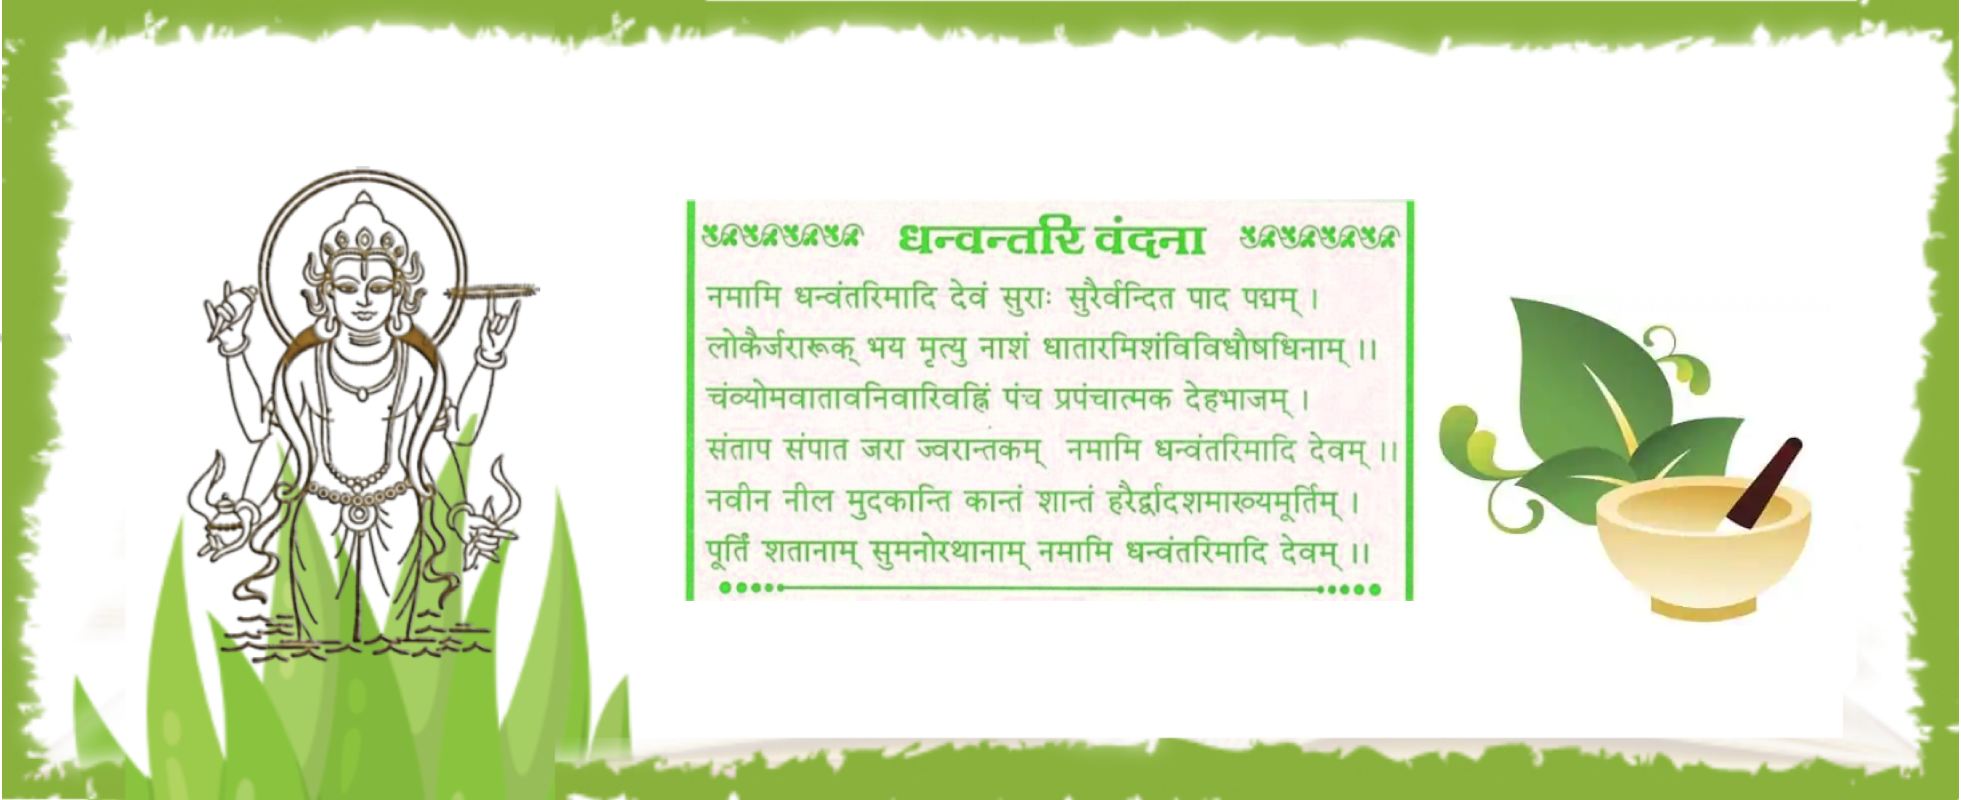 धन्वन्तरि वंदना
नमामि धन्वंतरिमादि देवं सुराः सुरैर्वन्दित पाद पद्मम् ।
लोकैर्जरारूक् भय मृत्यु नाशं धातारमिशंविविधौषधिनाम् ।।
चंव्योमवातावनिवारिवह्निं पंच प्रपंचात्मक देहभाजम् ।
संताप संपात जरा ज्वरान्तकम् नमामि धन्वंतरिमादि देवम् ।।
नवीन नील मुदकान्ति कान्तं शान्तं हरैर्द्वादशमाख्यमूर्तिम् ।
पूर्तिं शतानाम् सुमनोरथानाम् नमामि धन्वंतरिमादि देवम् ।।